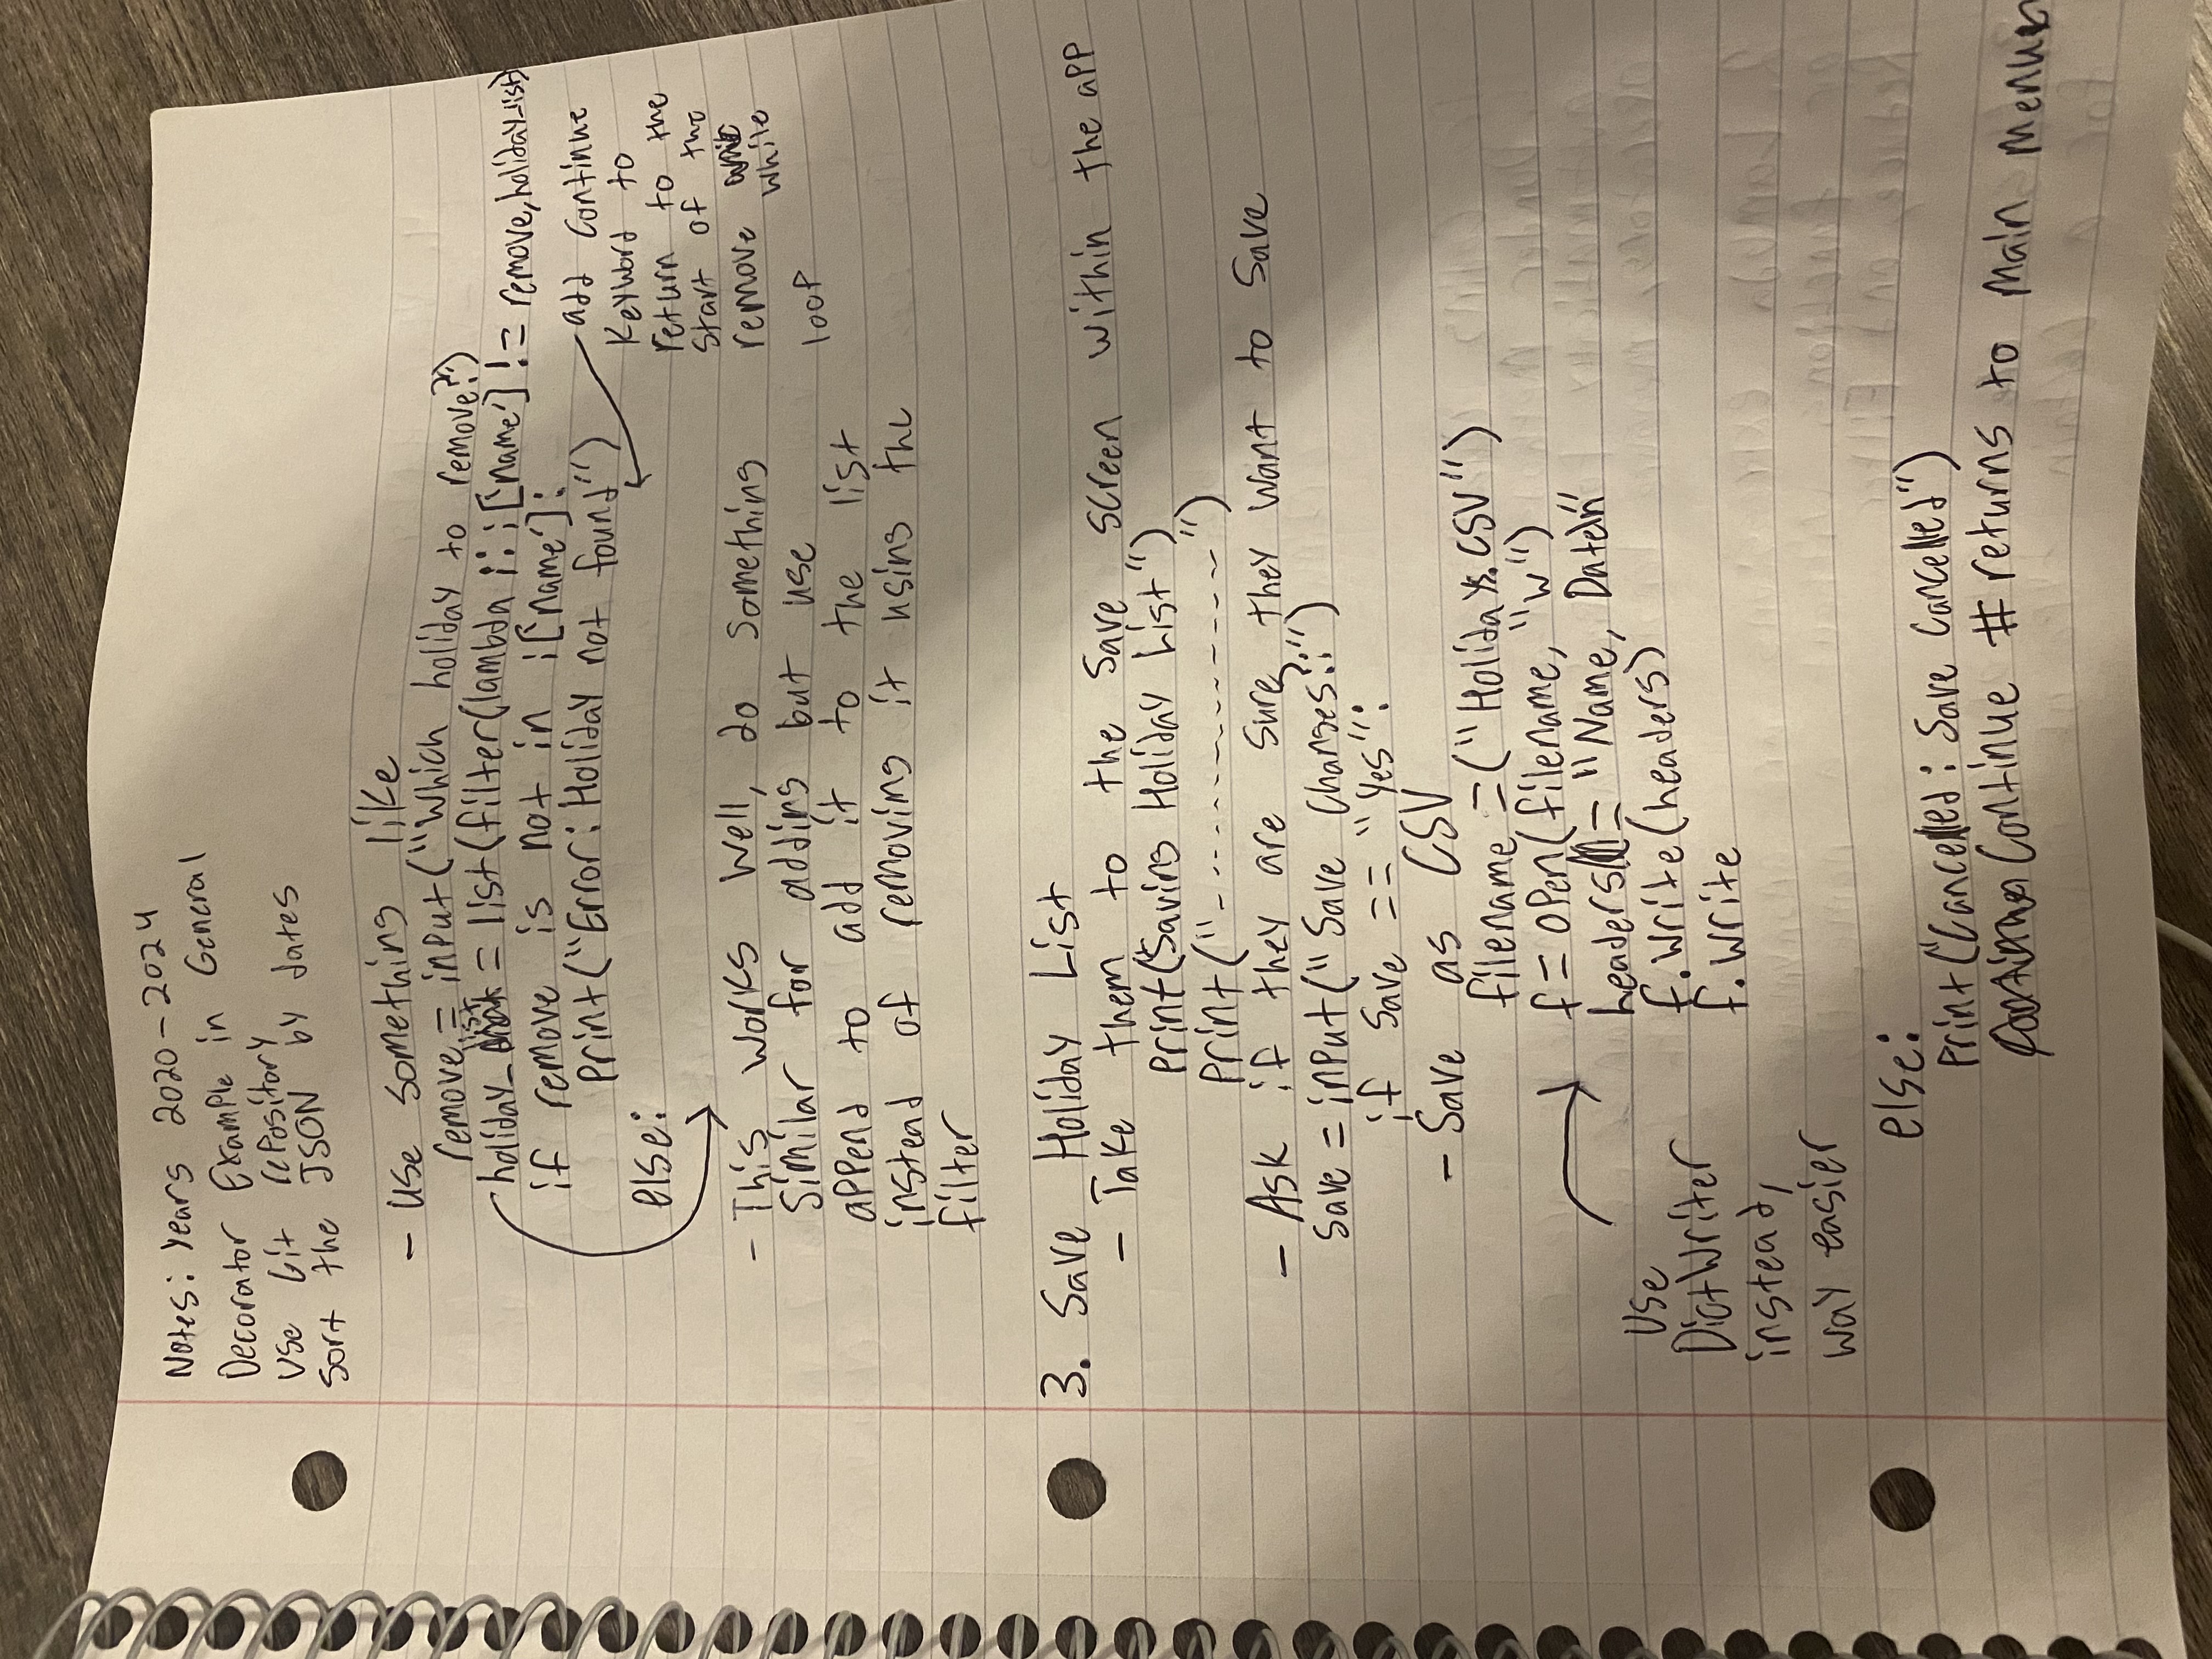 Notes: Years 2020-2024
Decorator Example in General
Use Git repository
Sort the JSON by dates
- Use something like
remove = input("Which holiday to remove?")
holiday_list = list(filter(lambda i: i['name'] != remove, holiday_list)
if remove is not in i['name']:
print("Error: Holiday not found")
add continue
keyword to
return to the
start of the
remove
while
loop
else:
- This works well, do something
similar for adding but use
append to add it to the list
instead of removing it using the
filter
3. Save Holiday List
- Take them to the save screen within the app
print("Saving Holiday List")
print("--------------")
- Ask if they are sure they want to save
save = input("Save Changes?:")
if save == "Yes":
- Save as CSV
filename = ("Holidays.CSV")
f = open(filename, "w")
headers = "Name, Date\n"
f.write(headers)
f.write
Use
DictWriter
instead,
way easier
else:
print("Cancelled: Save Cancelled")
Continue # returns to main menu